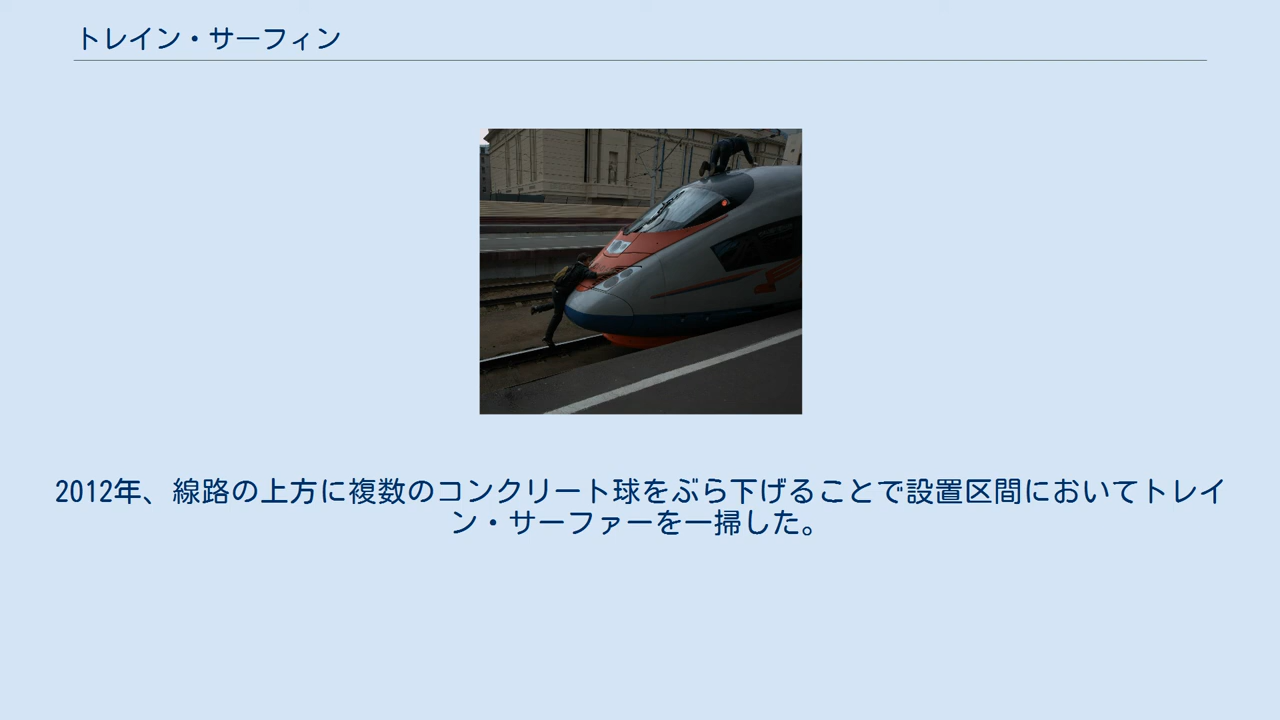 トレイン・サーフィン
2012年、線路の上方に複数のコンクリート球をぶら下げることで設置区間においてトレイ
ン・サーファーを一掃した。